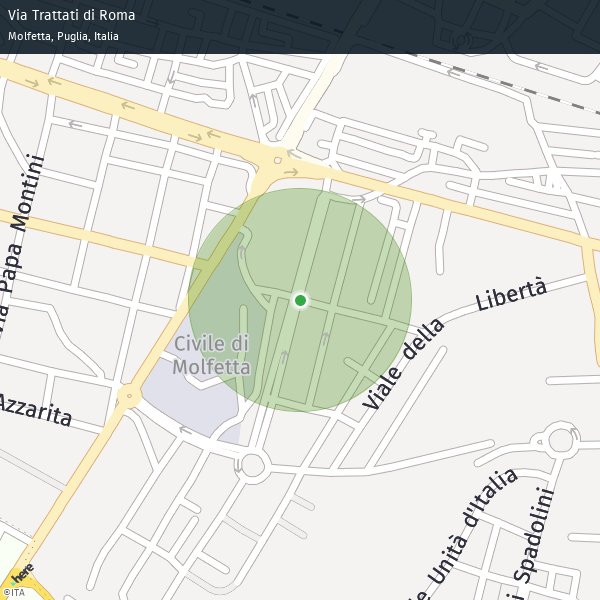 Via Trattati di Roma
Molfetta, Puglia, Italia
Papa Montini
Libertà
Viale della
Civile di
Molfetta
Azzarita
Unità d'Italia
Spadolini
here
©ITA